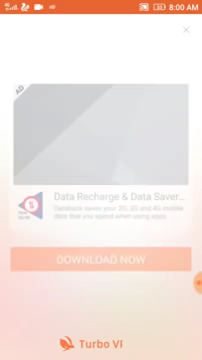 8:00 AM
AD
Data Recharge & Data Saver...
Databack saves your 2G, 3G and 4G mobile
data that you spend when using apps.
DOWNLOAD NOW
Turbo VP